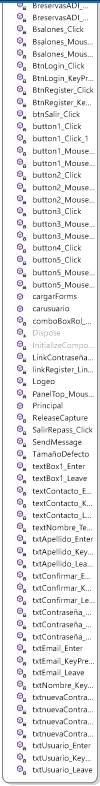 BreservasADI_...
BreservasADI_...
Bsalones_Click
Bsalones_Mous...
Bsalones_Mous...
BtnLogin_Click
BtnLogin_KeyPr...
BtnRegister_Click
BtnRegister_Ke...
btnSalir_Click
button1_Click
button1_Click_1
button1_Mouse...
button1_Mouse...
button2_Click
button2_Mouse...
button2_Mouse...
button3_Click
button3_Mouse...
button3_Mouse...
button4_Click
button5_Click
button5_Mouse...
button5_Mouse...
cargarForms
carusuario
comboBoxRol_...
Dispose
InitializeCompo...
LinkContraseña...
linkRegister_Lin...
Logeo
PanelTop_Mous...
Principal
ReleaseCapture
SalirRepass_Click
SendMessage
TamañoDefecto
textBox1_Enter
textBox1_Leave
textContacto_E...
textContacto_K...
textContacto_L...
textNombre_Te...
txtApellido_Enter
txtApellido_Key...
txtApellido_Lea...
txtConfirmar_E...
txtConfirmar_K...
txtConfirmar_Le...
txtContraseña_...
txtContraseña_...
txtContraseña_...
txtEmail_Enter
txtEmail_KeyPre...
txtEmail_Leave
txtNombre_Key...
txtnuevaContra...
txtnuevaContra...
txtnuevaContra...
txtUsuario_Enter
txtUsuario_Key...
txtUsuario_Leave